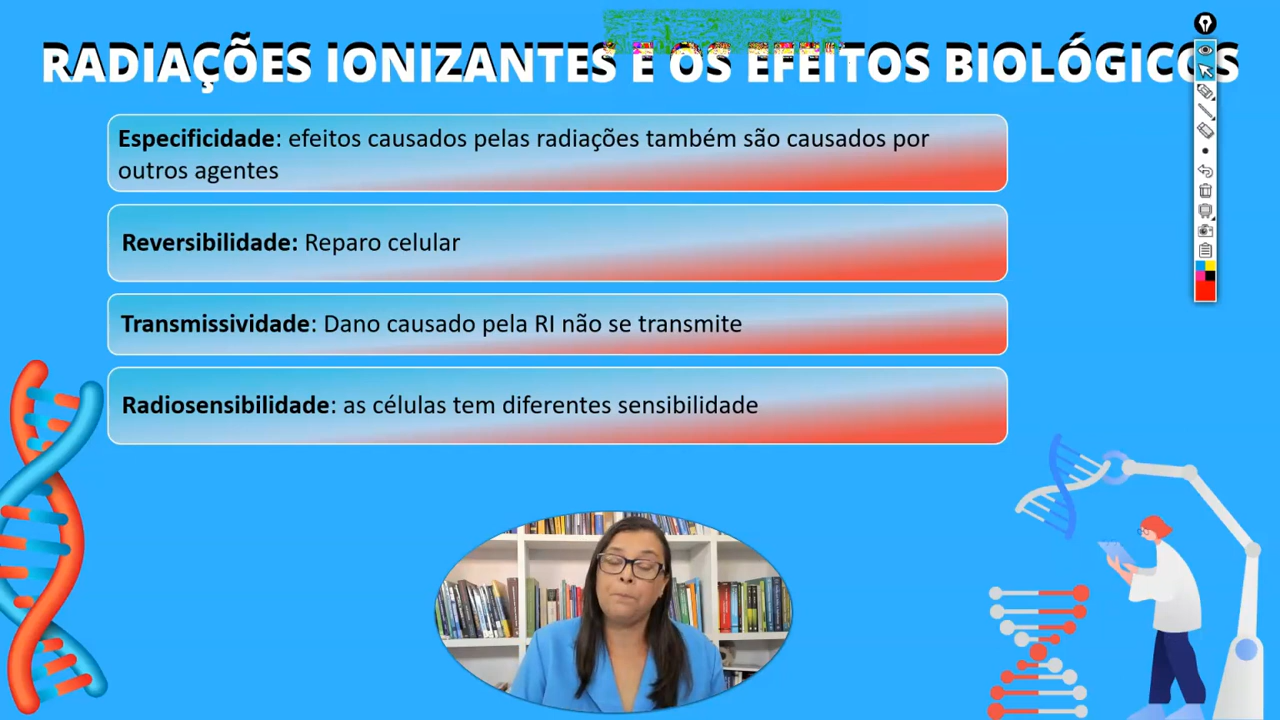 RADIAÇÕES IONIZANTES E OS EFEITOS BIOLÓGICOS
Especificidade: efeitos causados pelas radiações também são causados por
outros agentes
Reversibilidade: Reparo celular
Transmissividade: Dano causado pela RI não se transmite
Radiosensibilidade: as células tem diferentes sensibilidade